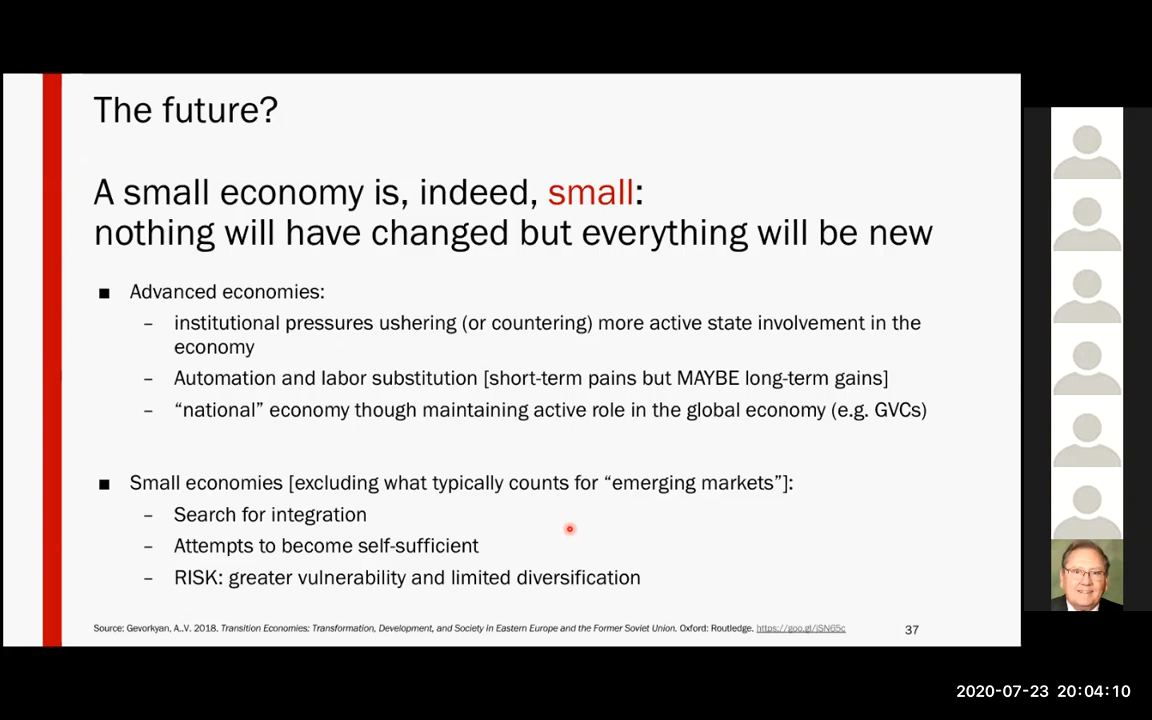 The future?
A small economy is, indeed, small:
nothing will have changed but everything will be new
■ Advanced economies:
– institutional pressures ushering (or countering) more active state involvement in the
economy
– Automation and labor substitution [short-term pains but MAYBE long-term gains]
– “national” economy though maintaining active role in the global economy (e.g. GVCs)
■ Small economies [excluding what typically counts for “emerging markets”]:
– Search for integration
– Attempts to become self-sufficient
– RISK: greater vulnerability and limited diversification
Source: Gevorkyan, A..V. 2018. Transition Economies: Transformation, Development, and Society in Eastern Europe and the Former Soviet Union. Oxford: Routledge. https://goo.gl/jSN65c
37
2020-07-23 20:04:10